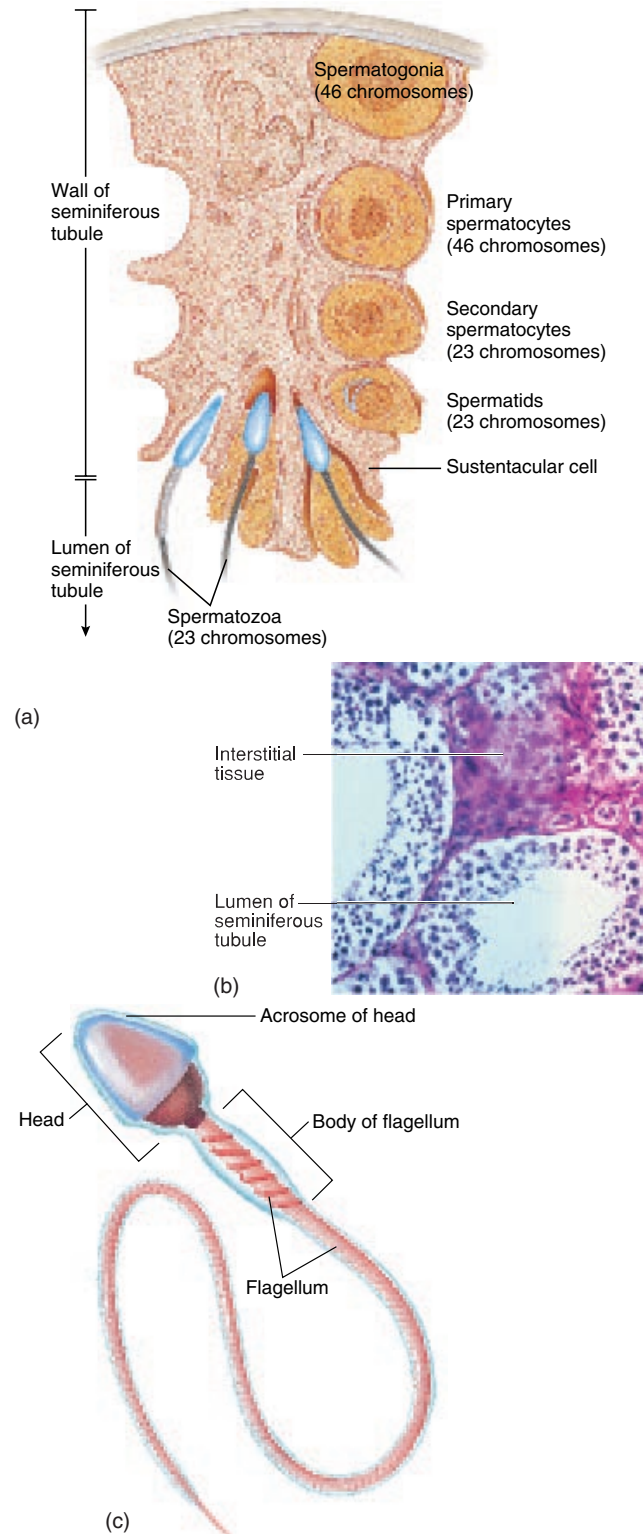 Spermatogonia
(46 chromosomes)
Wall of
seminiferous
tubule
Primary
spermatocytes
(46 chromosomes)
Secondary
spermatocytes
(23 chromosomes)
Spermatids
(23 chromosomes)
Sustentacular cell
Lumen of
seminiferous
tubule
Spermatozoa
(23 chromosomes)
(a)
Interstitial
tissue
Lumen of
seminiferous
tubule
(b)
Acrosome of head
Head
Body of flagellum
Flagellum
(c)